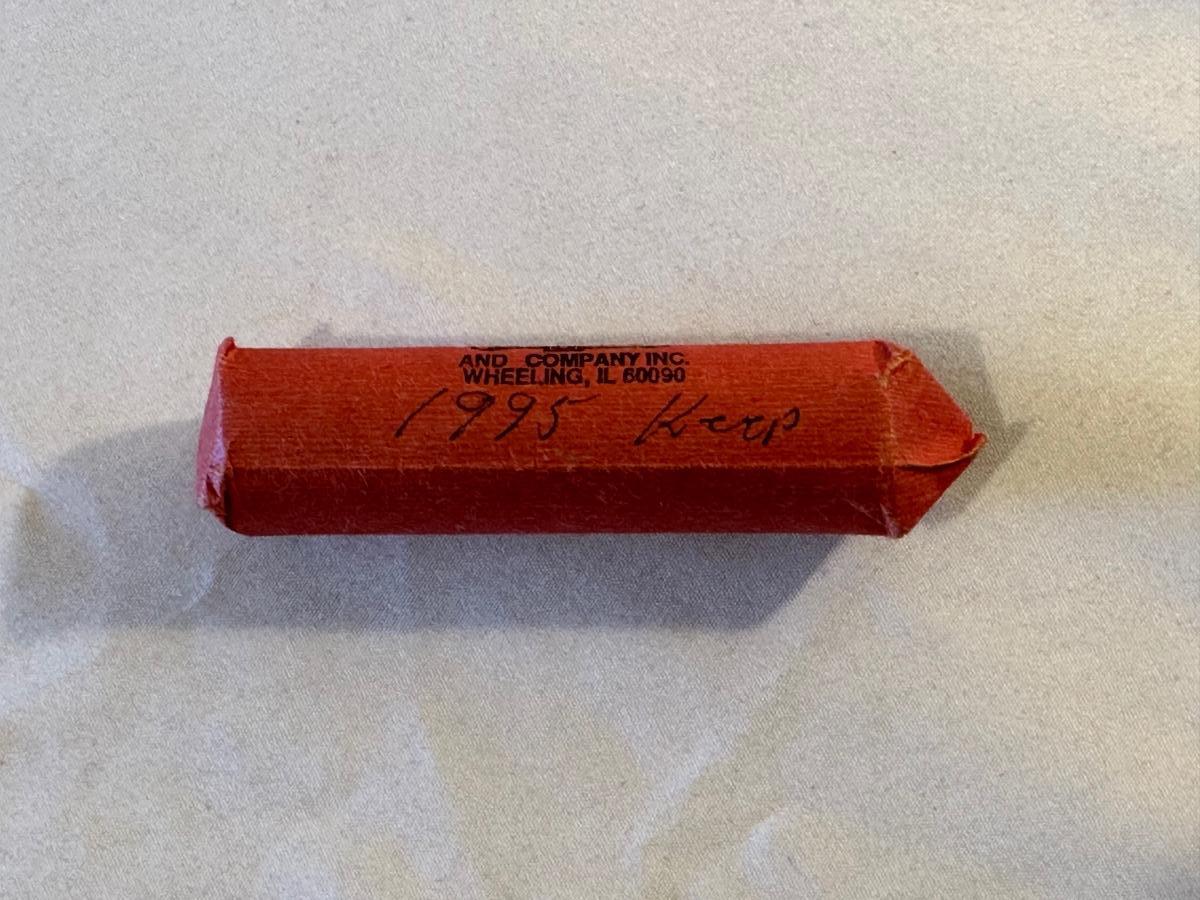 AND COMPANY INC.
WHEELING, IL 60090
1995 Keep